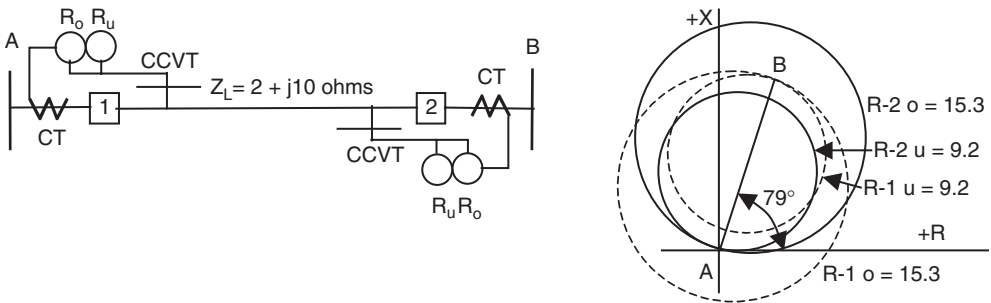 A
Rₒ Rᵤ
CCVT
CT
1
Z_L = 2 + j10 ohms
CCVT
Rᵤ Rₒ
2
CT
B
+X
B
R-2 o = 15.3
R-2 u = 9.2
R-1 u = 9.2
79°
+R
A
R-1 o = 15.3